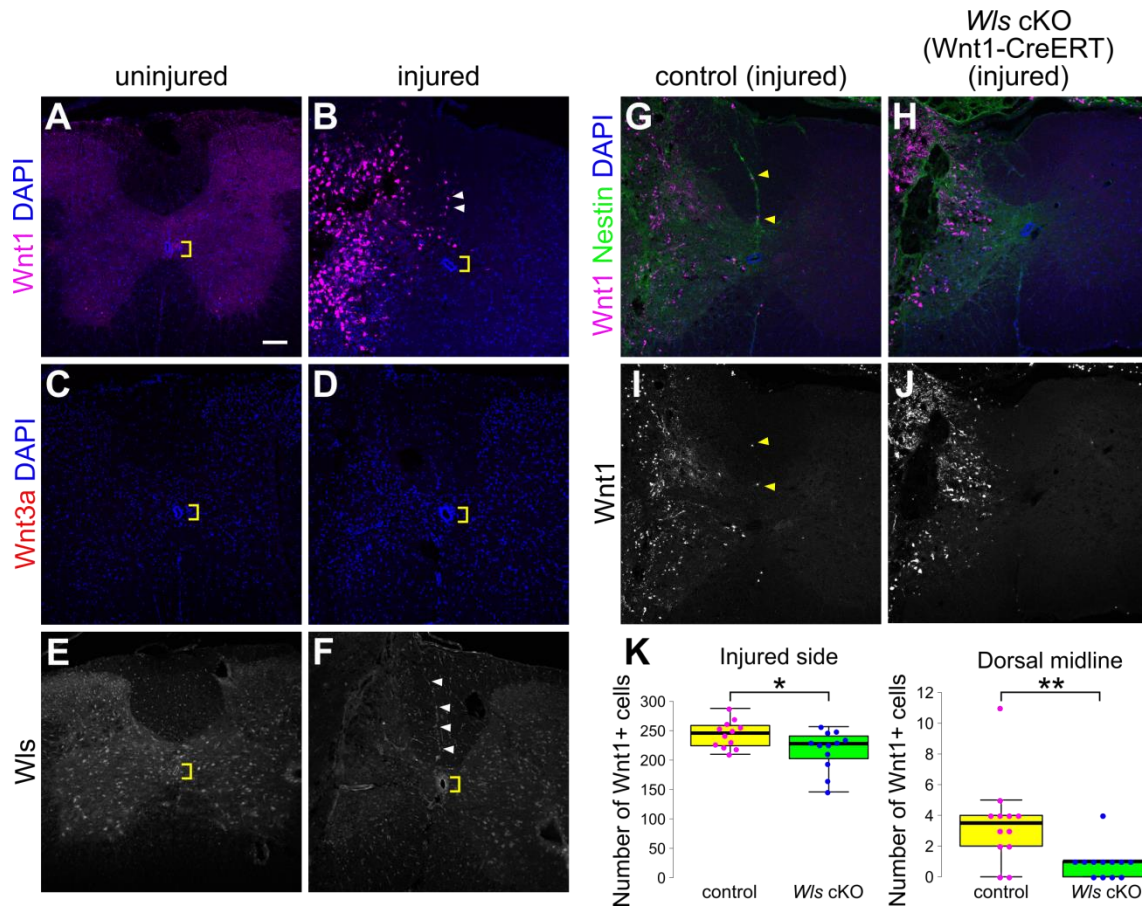 uninjured
injured
control (injured)
Wls cKO
(Wnt1-CreERT)
(injured)
A
B
G
H
Wnt1 DAPI
Wnt1 Nestin DAPI
C
D
I
J
Wnt3a DAPI
Wnt1
E
F
Wls
K
Injured side
*
Number of Wnt1+ cells
300
250
200
150
100
50
0
control
Wls cKO
Dorsal midline
**
Number of Wnt1+ cells
12
10
8
6
4
2
0
control
Wls cKO